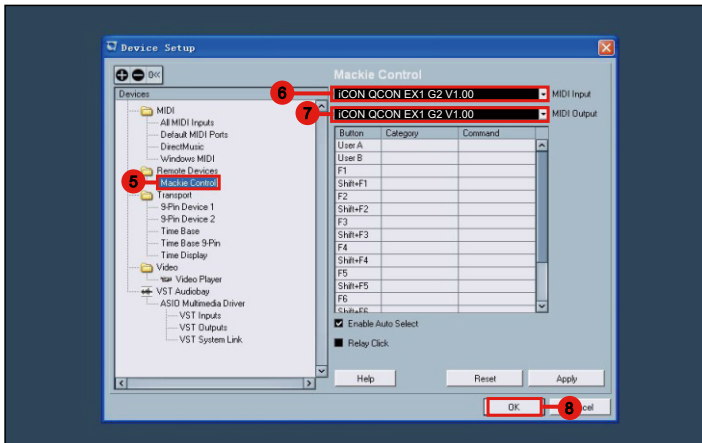 Device Setup
Devices
MIDI
All MIDI Inputs
Default MIDI Ports
DirectMusic
Windows MIDI
Remote Devices
5
Mackie Control
Transport
9-Pin Device 1
9-Pin Device 2
Time Base
Time Base 9-Pin
Time Display
Video
Video Player
VST Audiobay
ASIO Multimedia Driver
VST Inputs
VST Outputs
VST System Link
Mackie Control
6 iCON QCON EX1 G2 V1.00 MIDI Input
7 iCON QCON EX1 G2 V1.00 MIDI Output
Button Category Command
User A
User B
F1
Shift+F1
F2
Shift+F2
F3
Shift+F3
F4
Shift+F4
F5
Shift+F5
F6
Shift+F6
Enable Auto Select
Relay Click
Help Reset Apply
OK 8 cel